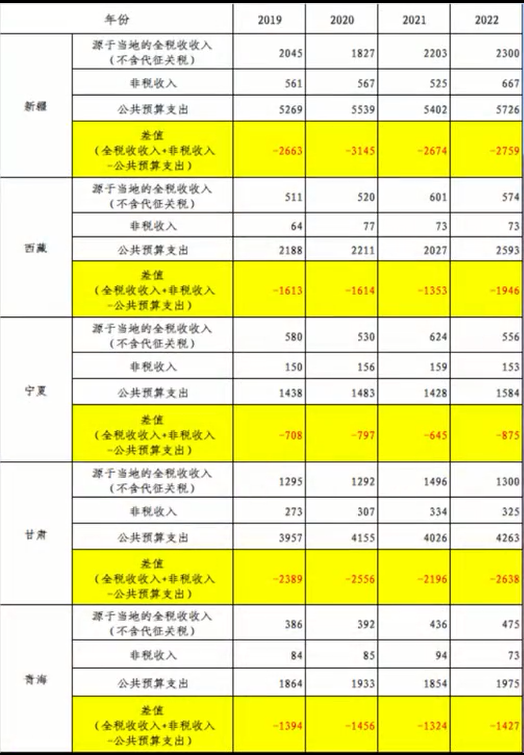 年份 2019 2020 2021 2022
新疆
源于当地的全税收收入
(不含代征关税) 2045 1827 2203 2300
非税收入 561 567 525 667
公共预算支出 5269 5539 5402 5726
差值
(全税收收入+非税收入
-公共预算支出) -2663 -3145 -2674 -2759
西藏
源于当地的全税收收入
(不含代征关税) 511 520 601 574
非税收入 64 77 73 73
公共预算支出 2188 2211 2027 2593
差值
(全税收收入+非税收入
-公共预算支出) -1613 -1614 -1353 -1946
宁夏
源于当地的全税收收入
(不含代征关税) 580 530 624 556
非税收入 150 156 159 153
公共预算支出 1438 1483 1428 1584
差值
(全税收收入+非税收入
-公共预算支出) -708 -797 -645 -875
甘肃
源于当地的全税收收入
(不含代征关税) 1295 1292 1496 1300
非税收入 273 307 334 325
公共预算支出 3957 4155 4026 4263
差值
(全税收收入+非税收入
-公共预算支出) -2389 -2556 -2196 -2638
青海
源于当地的全税收收入
(不含代征关税) 386 392 436 475
非税收入 84 85 94 73
公共预算支出 1864 1933 1854 1975
差值
(全税收收入+非税收入
-公共预算支出) -1394 -1456 -1324 -1427